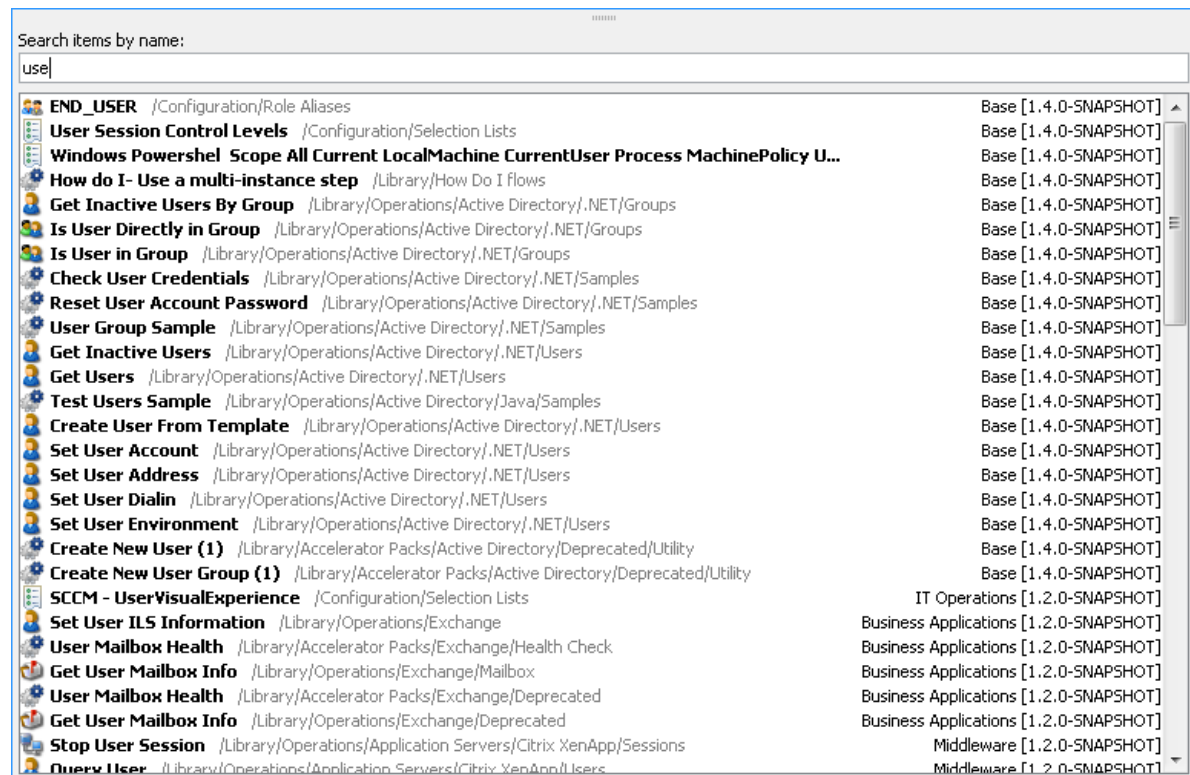 Search items by name:
use
END_USER /Configuration/Role Aliases Base [1.4.0-SNAPSHOT]
User Session Control Levels /Configuration/Selection Lists Base [1.4.0-SNAPSHOT]
Windows Powershel Scope All Current LocalMachine CurrentUser Process MachinePolicy U... Base [1.4.0-SNAPSHOT]
How do I- Use a multi-instance step /Library/How Do I flows Base [1.4.0-SNAPSHOT]
Get Inactive Users By Group /Library/Operations/Active Directory/.NET/Groups Base [1.4.0-SNAPSHOT]
Is User Directly in Group /Library/Operations/Active Directory/.NET/Groups Base [1.4.0-SNAPSHOT]
Is User in Group /Library/Operations/Active Directory/.NET/Groups Base [1.4.0-SNAPSHOT]
Check User Credentials /Library/Operations/Active Directory/.NET/Samples Base [1.4.0-SNAPSHOT]
Reset User Account Password /Library/Operations/Active Directory/.NET/Samples Base [1.4.0-SNAPSHOT]
User Group Sample /Library/Operations/Active Directory/.NET/Samples Base [1.4.0-SNAPSHOT]
Get Inactive Users /Library/Operations/Active Directory/.NET/Users Base [1.4.0-SNAPSHOT]
Get Users /Library/Operations/Active Directory/.NET/Users Base [1.4.0-SNAPSHOT]
Test Users Sample /Library/Operations/Active Directory/Java/Samples Base [1.4.0-SNAPSHOT]
Create User From Template /Library/Operations/Active Directory/.NET/Users Base [1.4.0-SNAPSHOT]
Set User Account /Library/Operations/Active Directory/.NET/Users Base [1.4.0-SNAPSHOT]
Set User Address /Library/Operations/Active Directory/.NET/Users Base [1.4.0-SNAPSHOT]
Set User Dialin /Library/Operations/Active Directory/.NET/Users Base [1.4.0-SNAPSHOT]
Set User Environment /Library/Operations/Active Directory/.NET/Users Base [1.4.0-SNAPSHOT]
Create New User (1) /Library/Accelerator Packs/Active Directory/Deprecated/Utility Base [1.4.0-SNAPSHOT]
Create New User Group (1) /Library/Accelerator Packs/Active Directory/Deprecated/Utility Base [1.4.0-SNAPSHOT]
SCCM - UserVisualExperience /Configuration/Selection Lists IT Operations [1.2.0-SNAPSHOT]
Set User ILS Information /Library/Operations/Exchange Business Applications [1.2.0-SNAPSHOT]
User Mailbox Health /Library/Accelerator Packs/Exchange/Health Check Business Applications [1.2.0-SNAPSHOT]
Get User Mailbox Info /Library/Operations/Exchange/Mailbox Business Applications [1.2.0-SNAPSHOT]
User Mailbox Health /Library/Accelerator Packs/Exchange/Deprecated Business Applications [1.2.0-SNAPSHOT]
Get User Mailbox Info /Library/Operations/Exchange/Deprecated Business Applications [1.2.0-SNAPSHOT]
Stop User Session /Library/Operations/Application Servers/Citrix XenApp/Sessions Middleware [1.2.0-SNAPSHOT]
Query User /Library/Operations/Application Servers/Citrix XenApp/Users Middleware [1.2.0-SNAPSHOT]